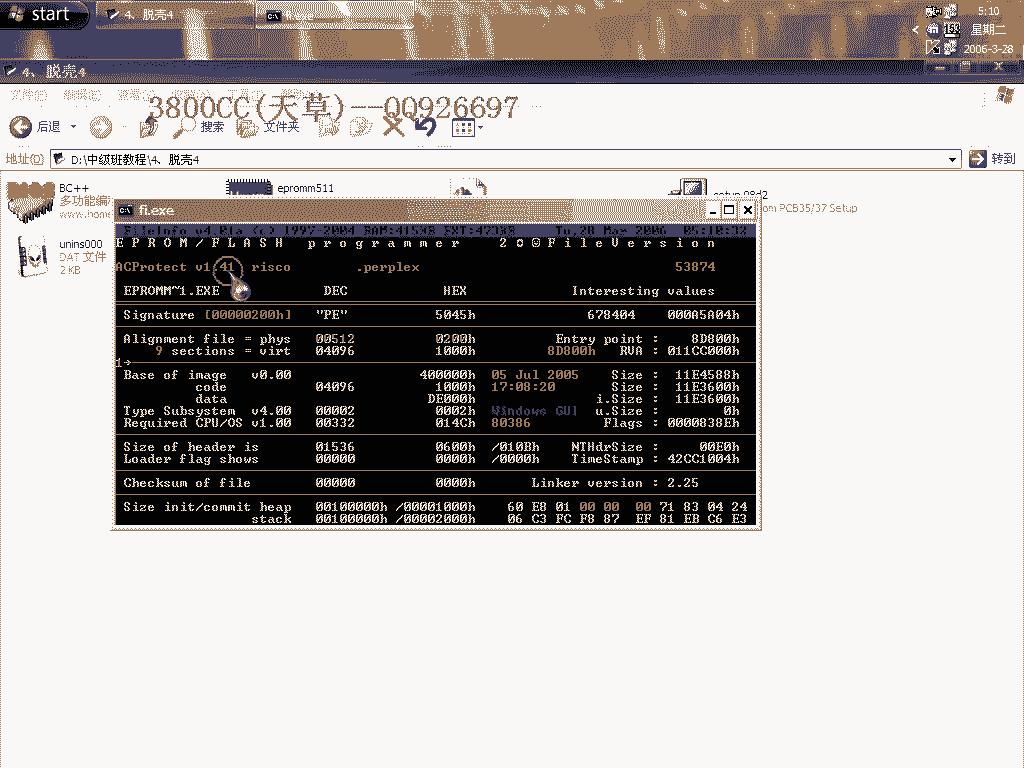 start
4、脱壳4
fi.exe
5:10
星期二
2006-3-28
4、脱壳4
3800CC(天草)--QQ926697
后退
搜索
文件夹
地址(D)
D:\中级班教程\4、脱壳4
转到
BC++
多功能编
www.home
epromm511
setup 08d2
om PCB35/37 Setup
unins000
DAT 文件
2 KB
fi.exe
FileInfo v4.01a (c) 1997-2004 RAM:415KB EXT:473KB Tu,28 Mar 2006 05:10:32
EPROM/FLASH programmer 2©@FileVersion
ACProtect v1.41 risco .perplex 53874
EPROMM~1.EXE DEC HEX Interesting values
Signature [00000200h] "PE" 5045h 678404 000A5A04h
Alignment file = phys 00512 0200h Entry point : 8D800h
9 sections = virt 04096 1000h 8D800h RVA : 011CC000h
1→
Base of image v0.00 400000h 05 Jul 2005 Size : 11E4588h
code 04096 1000h 17:08:20 Size : 11E3600h
data DE000h i.Size : 11E3600h
Type Subsystem v4.00 00002 0002h Windows GUI u.Size : 0h
Required CPU/OS v1.00 00332 014Ch 80386 Flags : 0000838Eh
Size of header is 01536 0600h /010Bh NTHdrSize : 00E0h
Loader flag shows 00000 0000h /0000h TimeStamp : 42CC1004h
Checksum of file 00000 0000h Linker version : 2.25
Size init/commit heap 00100000h /00001000h 60 E8 01 00 00 00 71 83 04 24
stack 00100000h /00002000h 06 C3 FC F8 87 EF 81 EB C6 E3